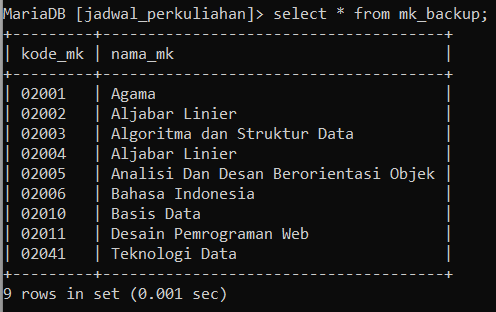 MariaDB [jadwal_perkuliahan]> select * from mk_backup;
+---------+-------------------------------------+
| kode_mk | nama_mk                             |
+---------+-------------------------------------+
| 02001   | Agama                               |
| 02002   | Aljabar Linier                      |
| 02003   | Algoritma dan Struktur Data         |
| 02004   | Aljabar Linier                      |
| 02005   | Analisi Dan Desan Berorientasi Objek |
| 02006   | Bahasa Indonesia                    |
| 02010   | Basis Data                          |
| 02011   | Desain Pemrograman Web              |
| 02041   | Teknologi Data                      |
+---------+-------------------------------------+
9 rows in set (0.001 sec)